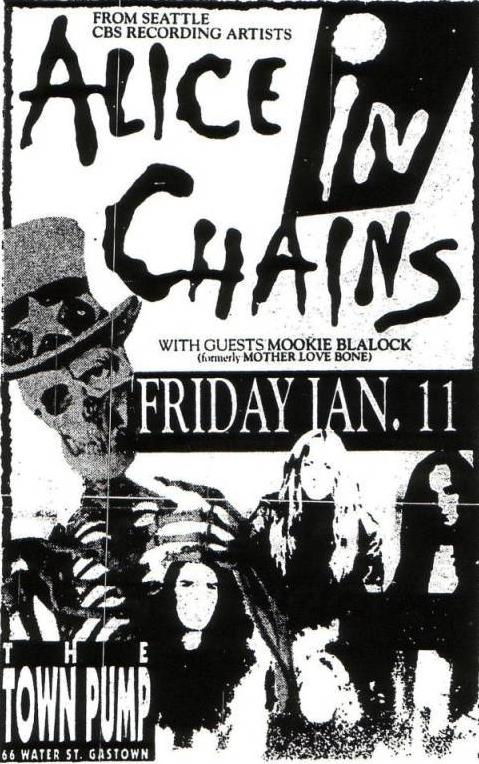 FROM SEATTLE
CBS RECORDING ARTISTS
ALICE iN
CHAINS
WITH GUESTS MOOKIE BLALOCK
(formerly MOTHER LOVE BONE)
FRIDAY JAN. 11
THE
TOWN PUMP
66 WATER ST. GASTOWN